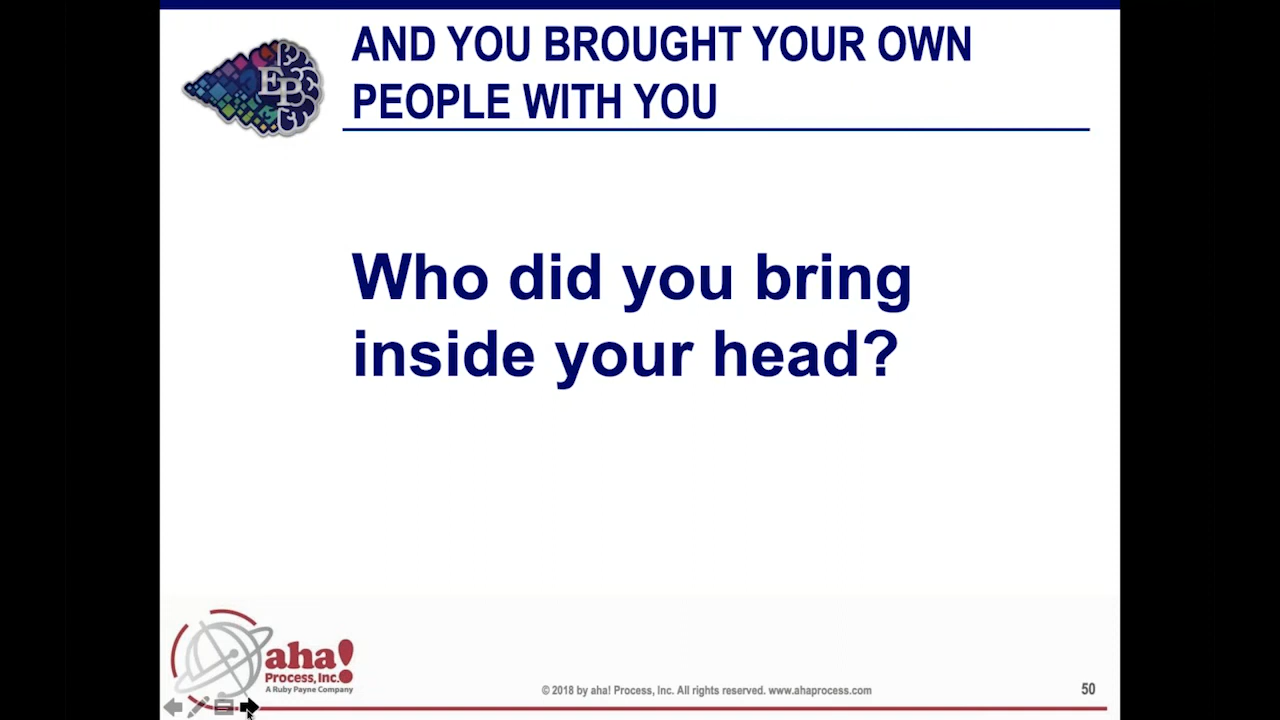 AND YOU BROUGHT YOUR OWN
PEOPLE WITH YOU
EP
Who did you bring
inside your head?
aha!
Process, Inc.
A Ruby Payne Company
© 2018 by aha! Process, Inc. All rights reserved. www.ahaprocess.com
50